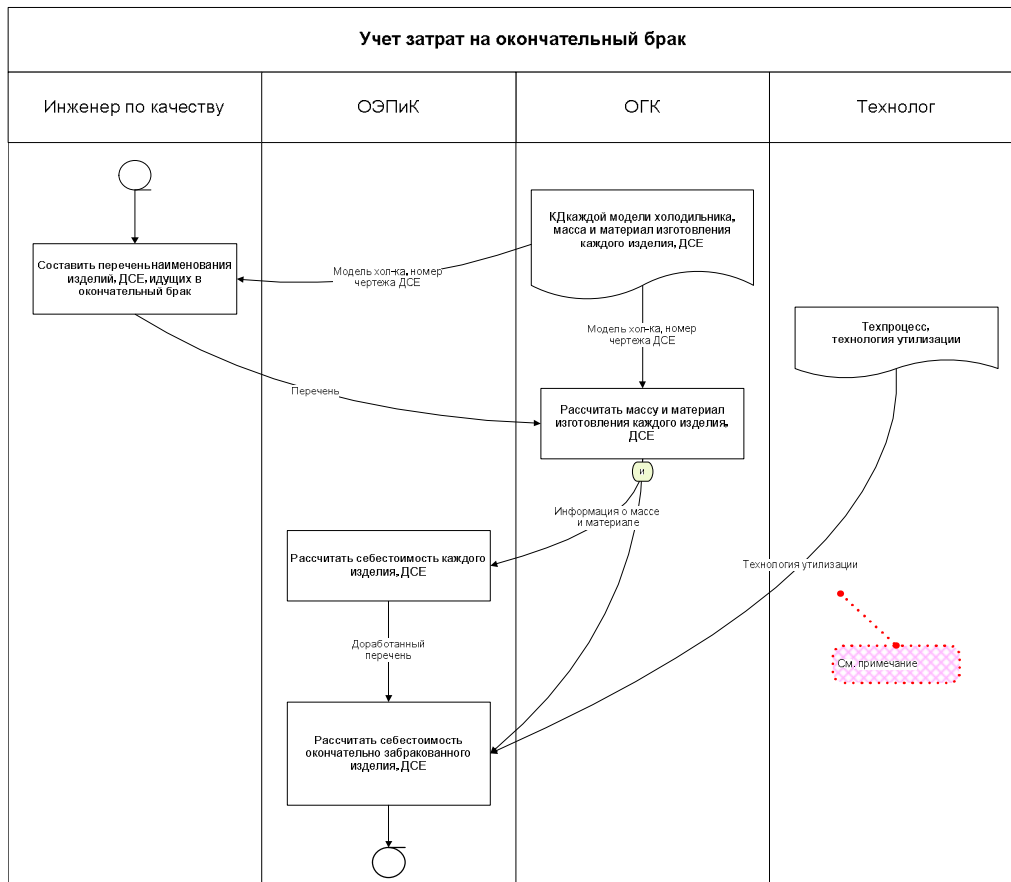 Учет затрат на окончательный брак
Инженер по качеству
ОЭПиК
ОГК
Технолог
КДкаждой модели холодильника,
масса и материал изготовления
каждого изделия, ДСЕ
Составить переченьнаименования
изделий, ДСЕ, идущих в
окончательный брак
Модель хол-ка, номер
чертежа ДСЕ
Модель хол-ка, номер
чертежа ДСЕ
Техпроцесс,
технология утилизации
Перечень
Рассчитать массу и материал
изготовления каждого изделия,
ДСЕ
и
Информация о массе
и материале
Рассчитать себестоимость каждого
изделия, ДСЕ
Технология утилизации
Доработанный
перечень
См. примечание
Рассчитать себестоимость
окончательно забракованного
изделия, ДСЕ